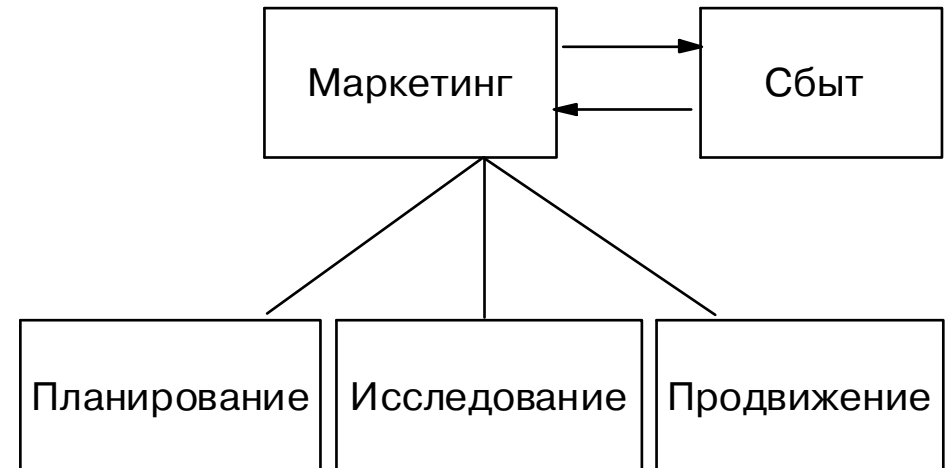 Маркетинг
Сбыт
Планирование
Исследование
Продвижение